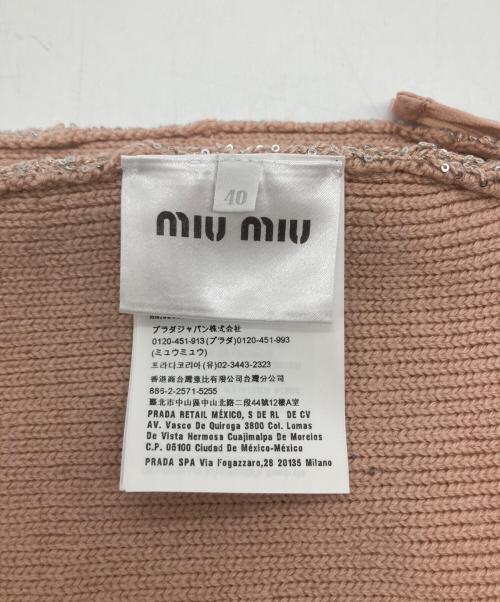 40
miu miu
プラダジャパン株式会社
0120-451-913(プラダ)0120-451-993
(ミュウミュウ)
프라다코리아(유)02-3443-2323
香港商台灣惠比有限公司台灣分公司
886-2-2571-5255
臺北市中山區中山北路二段44號12樓A室
PRADA RETAIL MÉXICO, S DE RL DE CV
AV. Vasco De Quiroga 3800 Col. Lomas
De Vista Hermosa Cuajimalpa De Morelos
C.P. 05100 Ciudad De México-México
PRADA SPA Via Fogazzaro,28 20135 Milano